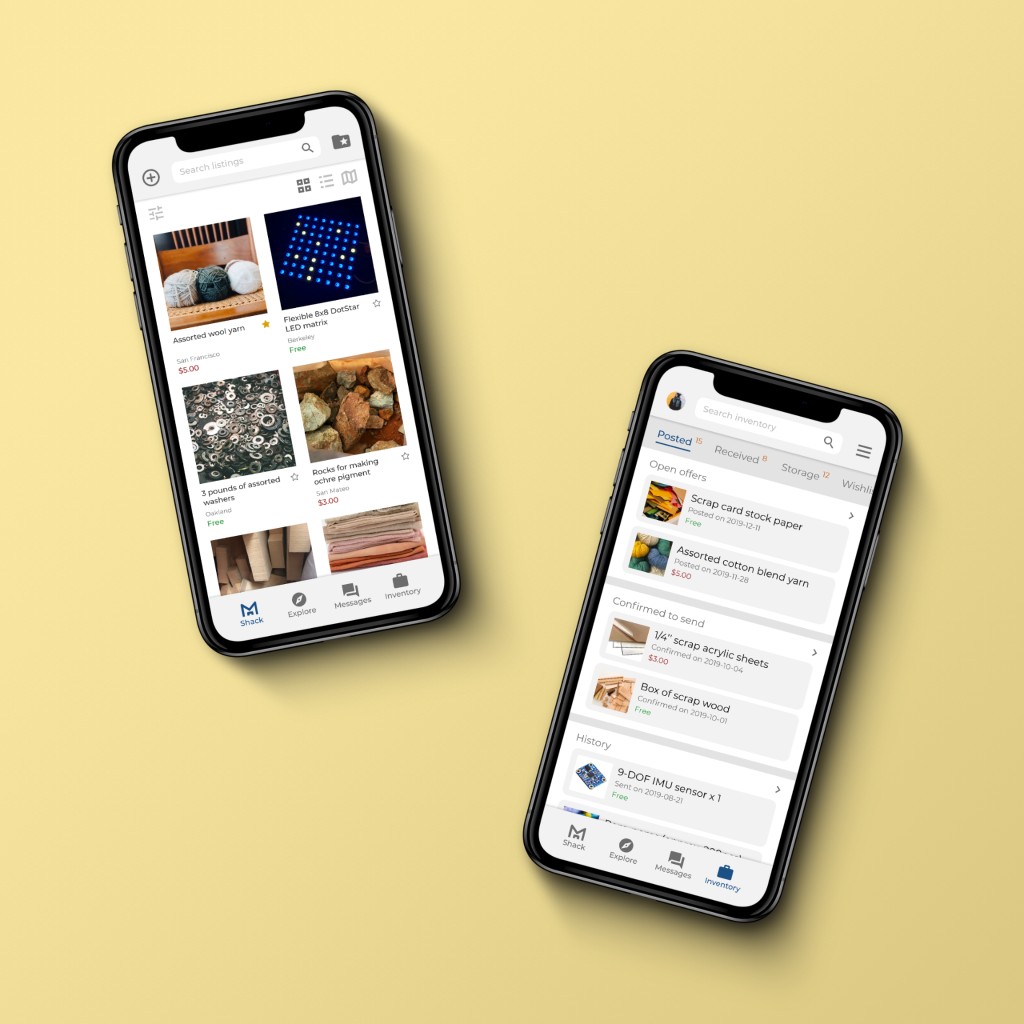 Search listings
Assorted wool yarn
San Francisco
$5.00
Flexible 8x8 DotStar
LED matrix
Berkeley
Free
3 pounds of assorted
washers
Oakland
Free
Rocks for making
ochre pigment
San Mateo
$3.00
Shack
Explore
Messages
Inventory
Search inventory
Posted 15
Received 8
Storage 12
Wishli
Open offers
Scrap card stock paper
Posted on 2019-12-11
Free
Assorted cotton blend yarn
Posted on 2019-11-28
$5.00
Confirmed to send
1/4" scrap acrylic sheets
Confirmed on 2019-10-04
$3.00
Box of scrap wood
Confirmed on 2019-10-01
Free
History
9-DOF IMU sensor x 1
Sent on 2019-08-21
Free
Shack
Explore
Messages
Inventory